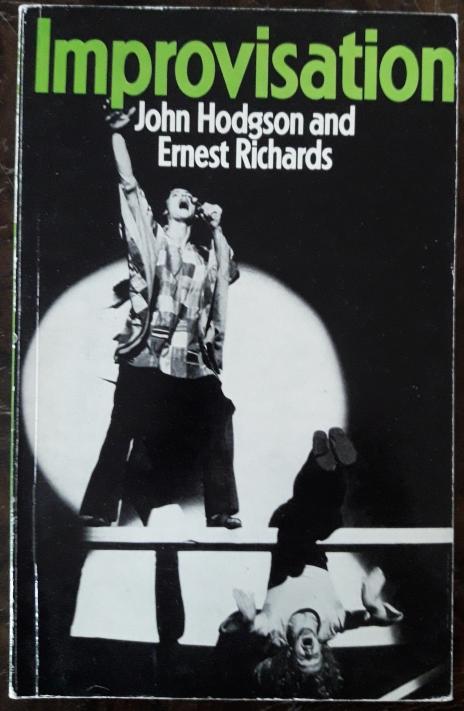 Improvisation
John Hodgson and
Ernest Richards